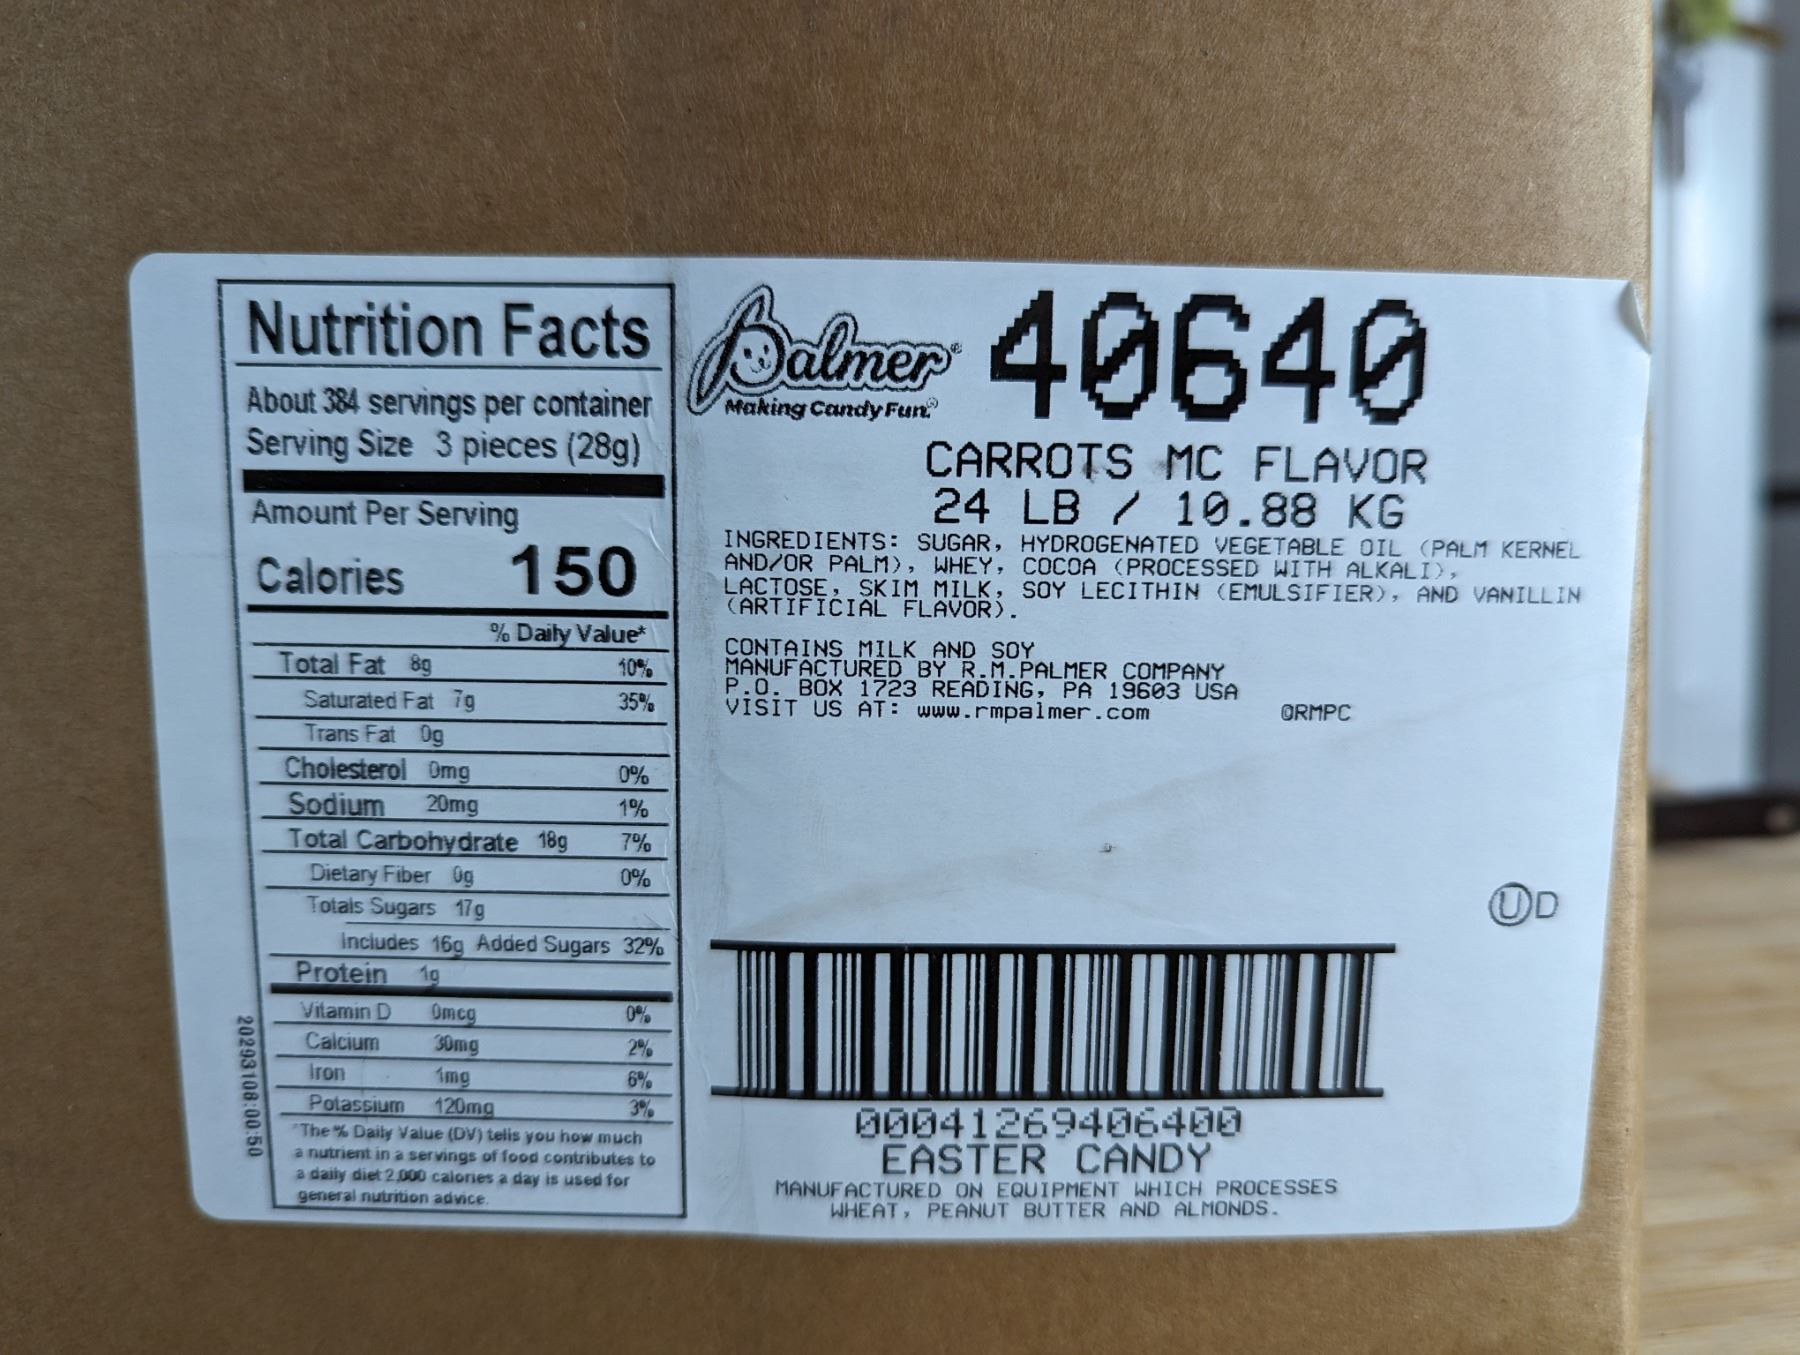 Nutrition Facts
About 384 servings per container
Serving Size 3 pieces (28g)
Amount Per Serving
Calories 150
% Daily Value*
Total Fat 8g 10%
Saturated Fat 7g 35%
Trans Fat 0g
Cholesterol 0mg 0%
Sodium 20mg 1%
Total Carbohydrate 18g 7%
Dietary Fiber 0g 0%
Totals Sugars 17g
Includes 16g Added Sugars 32%
Protein 1g
Vitamin D 0mcg 0%
Calcium 30mg 2%
Iron 1mg 6%
Potassium 120mg 3%
*The % Daily Value (DV) tells you how much
a nutrient in a servings of food contributes to
a daily diet 2,000 calories a day is used for
general nutrition advice.
20293108:00:50
Palmer®
Making Candy Fun.®
40640
CARROTS MC FLAVOR
24 LB / 10.88 KG
INGREDIENTS: SUGAR, HYDROGENATED VEGETABLE OIL (PALM KERNEL
AND/OR PALM), WHEY, COCOA (PROCESSED WITH ALKALI),
LACTOSE, SKIM MILK, SOY LECITHIN (EMULSIFIER), AND VANILLIN
(ARTIFICIAL FLAVOR).
CONTAINS MILK AND SOY
MANUFACTURED BY R.M.PALMER COMPANY
P.O. BOX 1723 READING, PA 19603 USA
VISIT US AT: www.rmpalmer.com ©RMPC
ⓊD
00041269406400
EASTER CANDY
MANUFACTURED ON EQUIPMENT WHICH PROCESSES
WHEAT, PEANUT BUTTER AND ALMONDS.